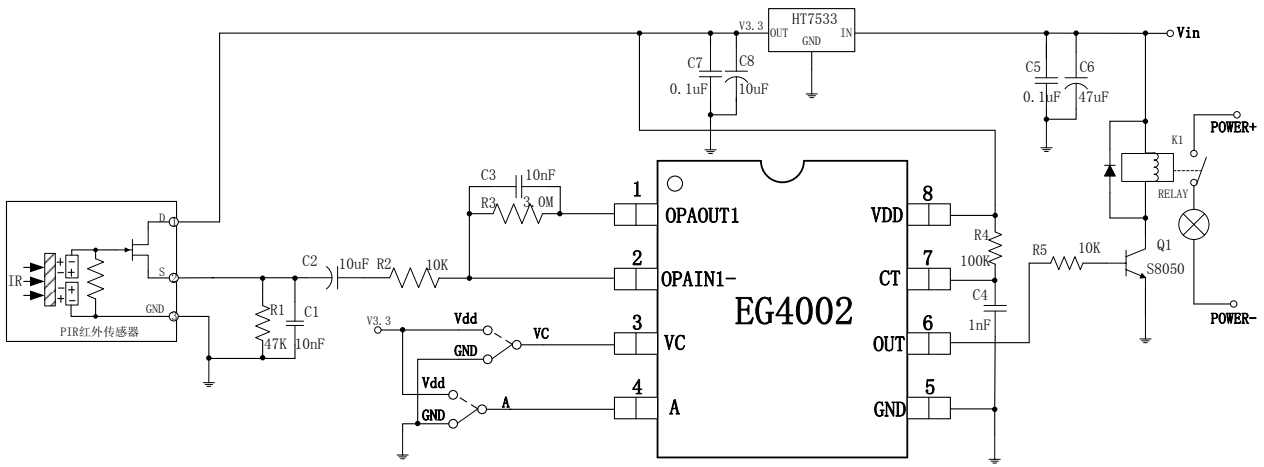 HT7533
V3.3
OUT
IN
GND
Vin
C7
0.1uF
C8
10uF
C5
0.1uF
C6
47uF
K1
POWER+
RELAY
POWER-
C3
10nF
R3
3.0M
1
OPAOUT1
2
OPAIN1-
3
VC
4
A
EG4002
8
VDD
7
CT
6
OUT
5
GND
R4
100K
C4
1nF
R5
10K
Q1
S8050
D
S
GND
IR
+
-
-
+
+
-
-
+
PIR红外传感器
R1
47K
C1
10nF
C2
10uF
R2
10K
V3.3
Vdd
GND
VC
Vdd
GND
A